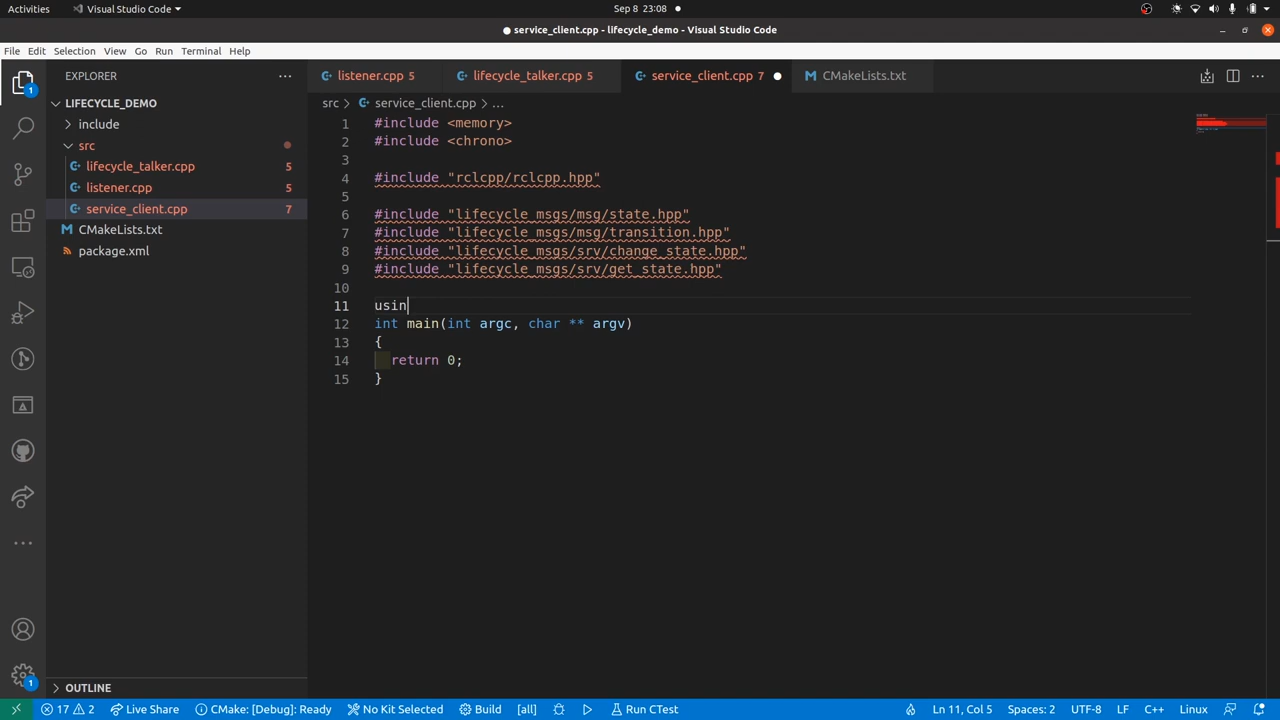 Activities Visual Studio Code Sep 8 23:08
service_client.cpp - lifecycle_demo - Visual Studio Code
File Edit Selection View Go Run Terminal Help
EXPLORER
LIFECYCLE_DEMO
include
src
lifecycle_talker.cpp 5
listener.cpp 5
service_client.cpp 7
CMakeLists.txt
package.xml
OUTLINE
1
1
listener.cpp 5 lifecycle_talker.cpp 5 service_client.cpp 7 CMakeLists.txt
src > service_client.cpp > ...
1 #include <memory>
2 #include <chrono>
3
4 #include "rclcpp/rclcpp.hpp"
5
6 #include "lifecycle_msgs/msg/state.hpp"
7 #include "lifecycle_msgs/msg/transition.hpp"
8 #include "lifecycle_msgs/srv/change_state.hpp"
9 #include "lifecycle_msgs/srv/get_state.hpp"
10
11 usin
12 int main(int argc, char ** argv)
13 {
14 return 0;
15 }
17 2 Live Share CMake: [Debug]: Ready No Kit Selected Build [all] Run CTest Ln 11, Col 5 Spaces: 2 UTF-8 LF C++ Linux